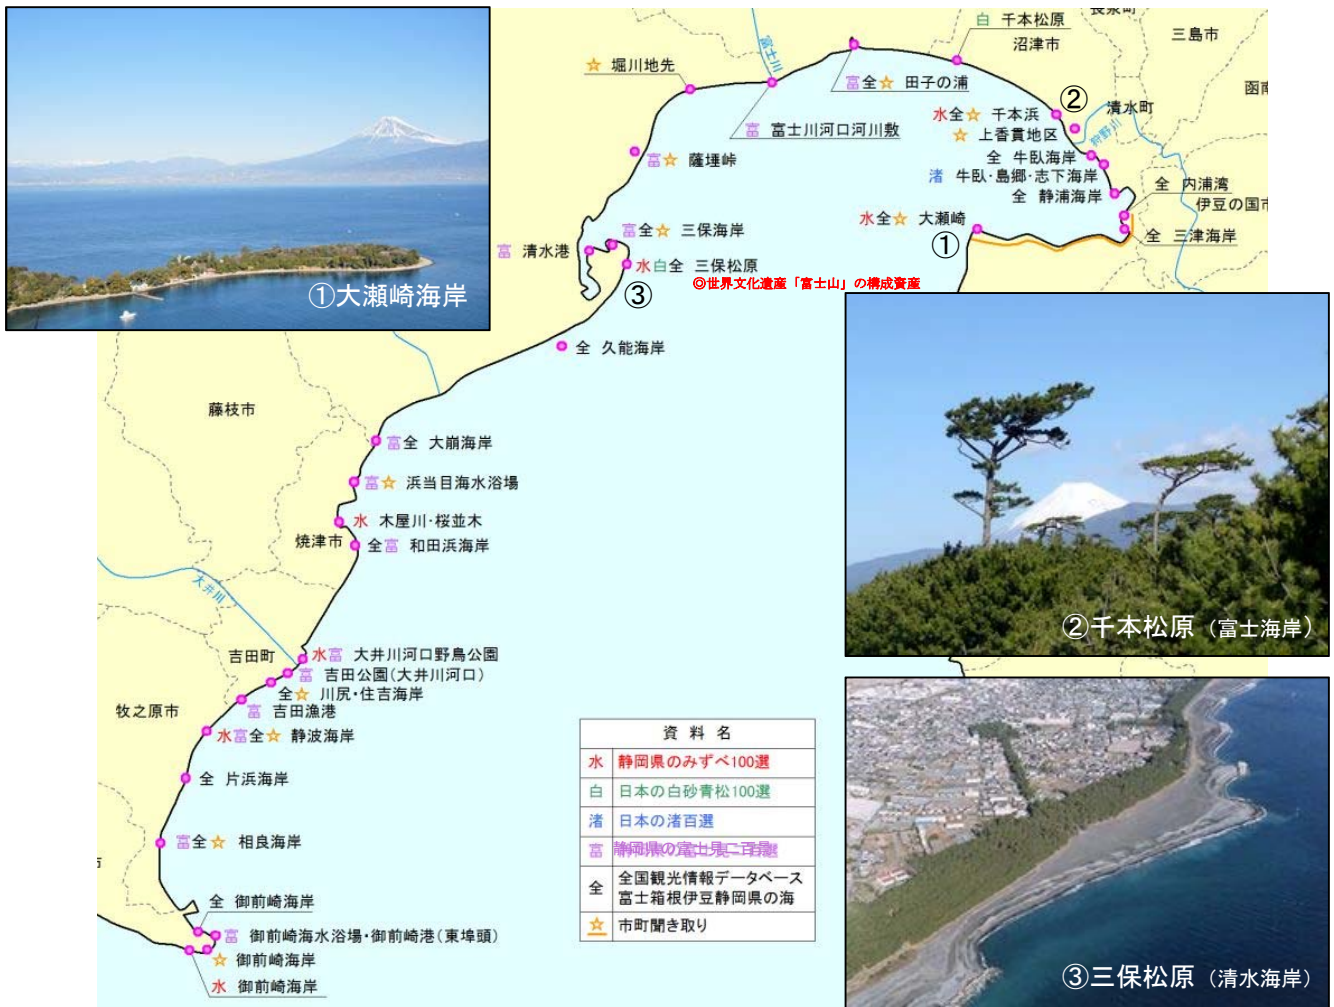 ①大瀬崎海岸
白 千本松原
沼津市
三島市
☆ 堀川地先
富士川
富全☆ 田子の浦
②
清水町
狩野川
水全☆ 千本浜
☆ 上香貫地区
富 富士川河口河川敷
全 牛臥海岸
渚 牛臥・島郷・志下海岸
全 静浦海岸
富☆ 薩埵峠
全 内浦湾
伊豆の国市
全 三津海岸
水全☆ 大瀬崎
①
富全☆ 三保海岸
富 清水港
水白全 三保松原
◎世界文化遺産「富士山」の構成資産
③
全 久能海岸
②千本松原（富士海岸）
藤枝市
富全 大崩海岸
富☆ 浜当目海水浴場
水 木屋川・桜並木
焼津市
全富 和田浜海岸
大井川
吉田町
水富 大井川河口野鳥公園
富 吉田公園(大井川河口)
全☆ 川尻・住吉海岸
富 吉田漁港
牧之原市
水富全☆ 静波海岸
全 片浜海岸
富全☆ 相良海岸
全 御前崎海岸
富 御前崎海水浴場・御前崎港(東埠頭)
☆ 御前崎海岸
水 御前崎海岸
資料名
水 静岡県のみずべ100選
白 日本の白砂青松100選
渚 日本の渚百選
富 静岡県の富士見二百景
全 全国観光情報データベース
富士箱根伊豆静岡県の海
☆ 市町聞き取り
③三保松原（清水海岸）